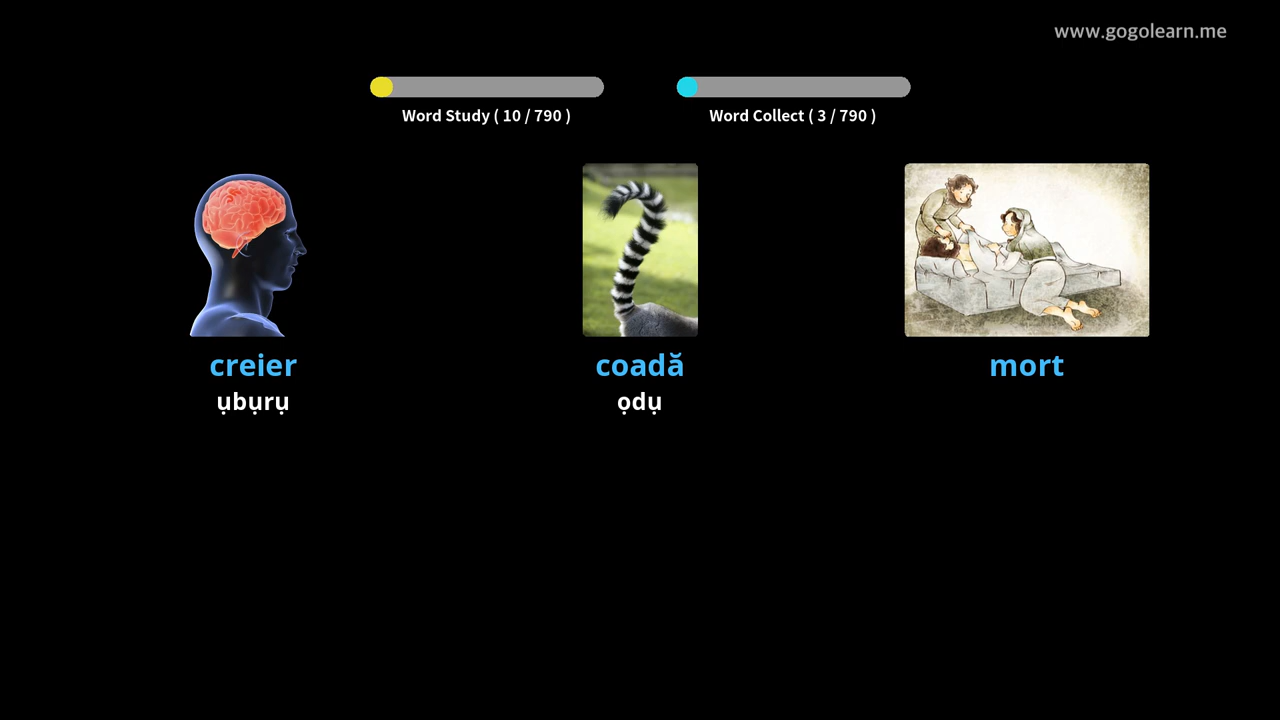 www.gogolearn.me
Word Study ( 10 / 790 )
Word Collect ( 3 / 790 )
creier
ụbụrụ
coadă
ọdụ
mort